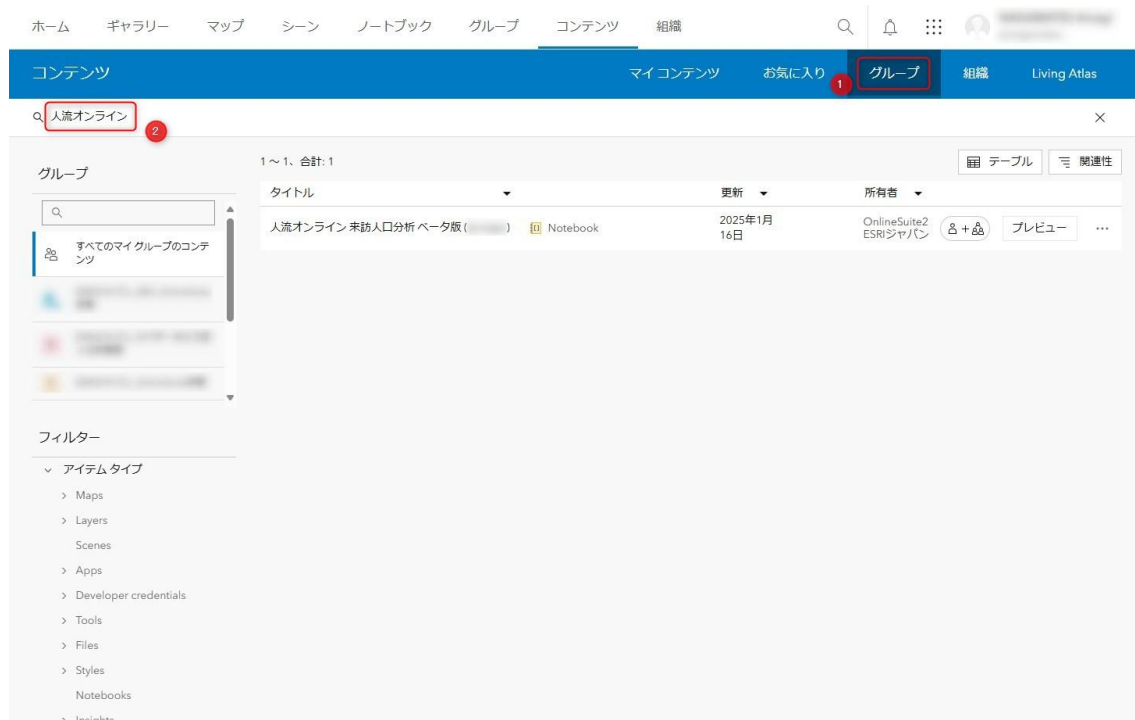 ホーム ギャラリー マップ シーン ノートブック グループ コンテンツ 組織
コンテンツ マイ コンテンツ お気に入り 1 グループ 組織 Living Atlas
人流オンライン 2
グループ
1～1、合計: 1
テーブル 関連性
タイトル 更新 所有者
すべてのマイ グループのコンテ
ンツ
人流オンライン 来訪人口分析 ベータ版 ( ) Notebook
2025年1月
16日
OnlineSuite2
ESRIジャパン
プレビュー
フィルター
アイテム タイプ
Maps
Layers
Scenes
Apps
Developer credentials
Tools
Files
Styles
Notebooks
Insights